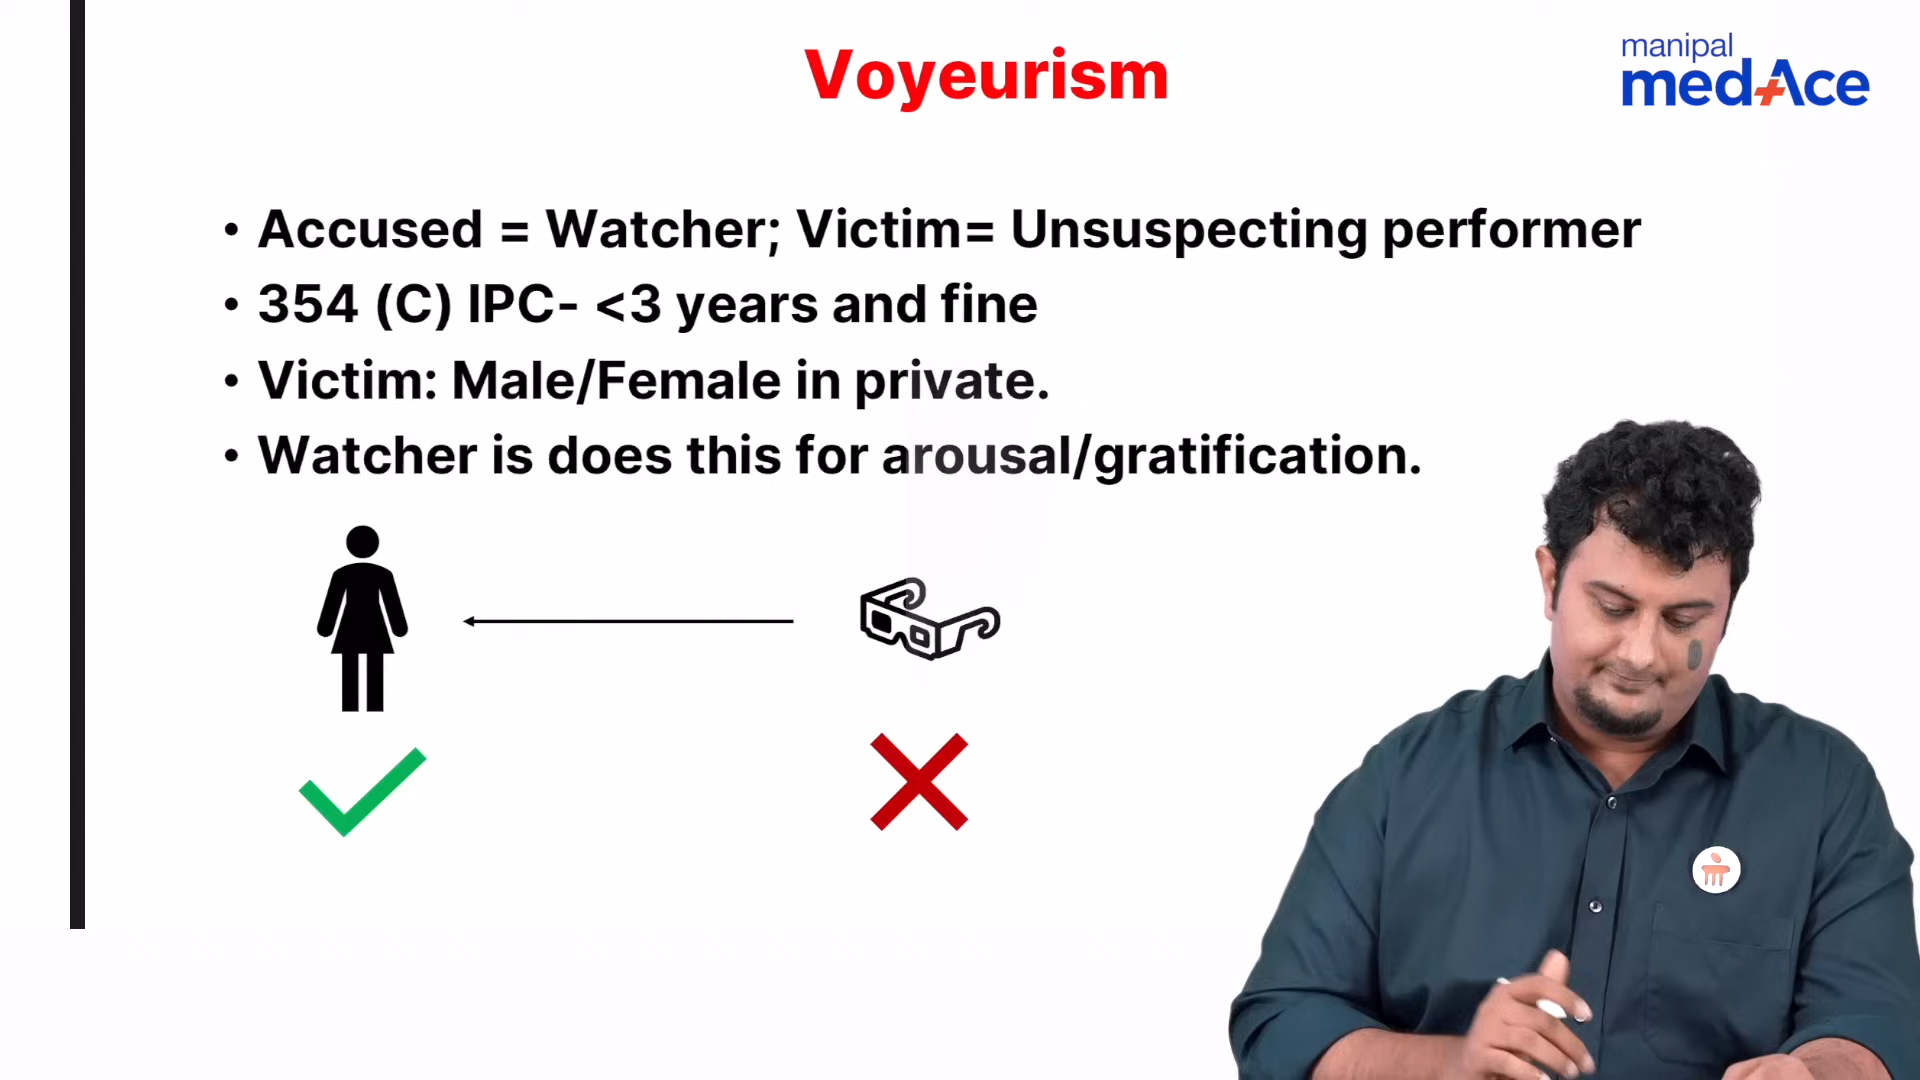 Voyeurism
manipal
medAce
• Accused = Watcher; Victim= Unsuspecting performer
• 354 (C) IPC- <3 years and fine
• Victim: Male/Female in private.
• Watcher is does this for arousal/gratification.